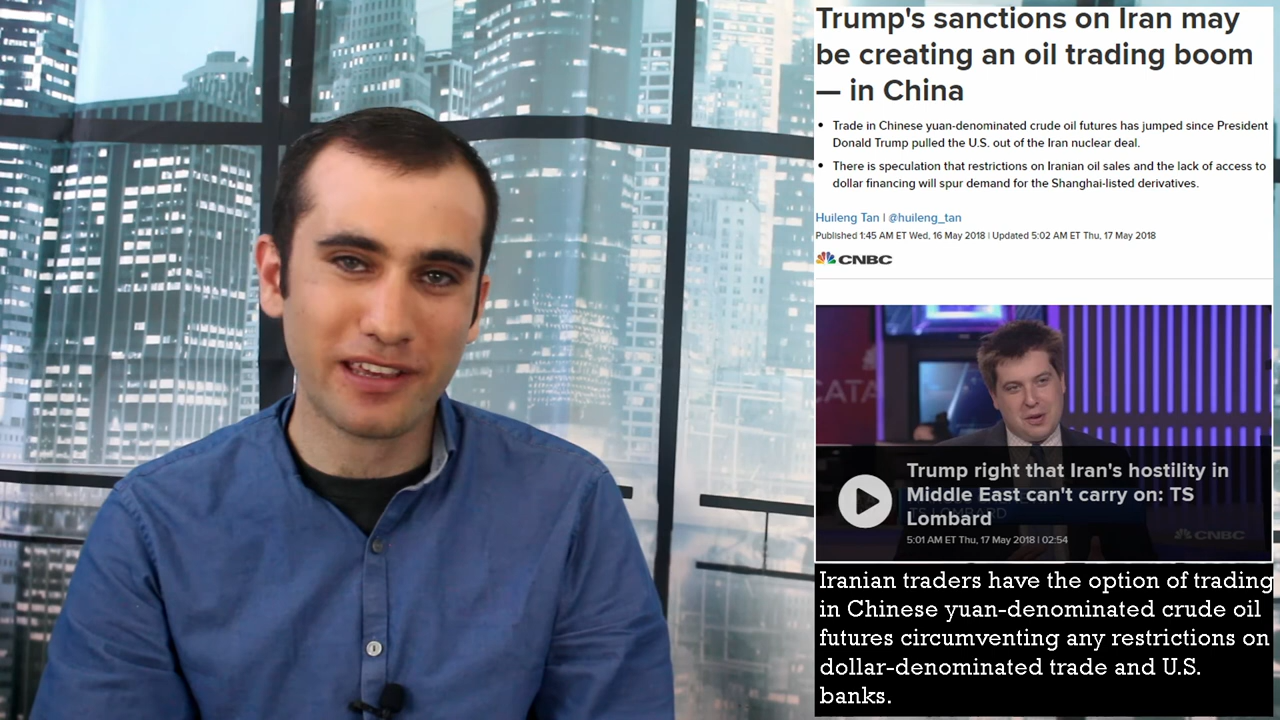 Trump's sanctions on Iran may
be creating an oil trading boom
— in China
• Trade in Chinese yuan-denominated crude oil futures has jumped since President
Donald Trump pulled the U.S. out of the Iran nuclear deal.
• There is speculation that restrictions on Iranian oil sales and the lack of access to
dollar financing will spur demand for the Shanghai-listed derivatives.
Huileng Tan | @huileng_tan
Published 1:45 AM ET Wed, 16 May 2018 | Updated 5:02 AM ET Thu, 17 May 2018
CNBC
CATA
Trump right that Iran's hostility in
Middle East can't carry on: TS
TS LOMBARD
Lombard
CNBC
5:01 AM ET Thu, 17 May 2018 | 02:54
Iranian traders have the option of trading
in Chinese yuan-denominated crude oil
futures circumventing any restrictions on
dollar-denominated trade and U.S.
banks.